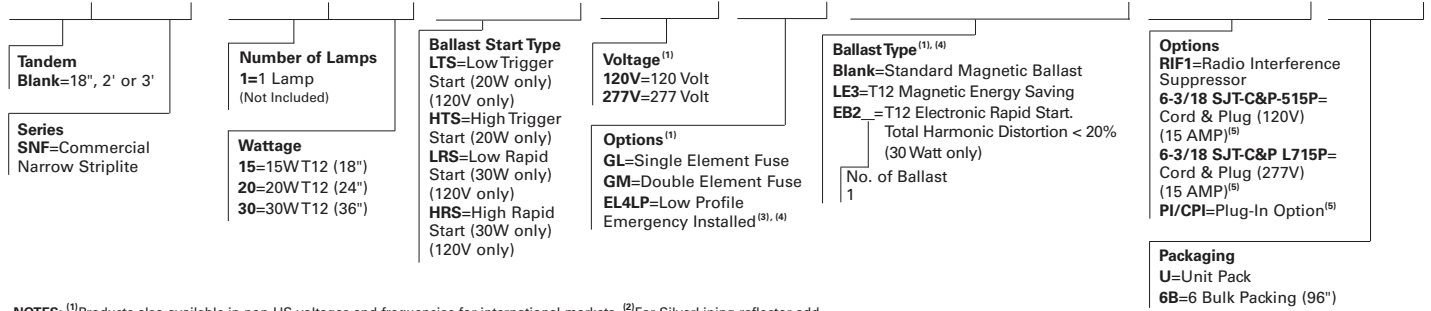 Tandem
Blank=18", 2' or 3'
Series
SNF=Commercial
Narrow Striplite
Number of Lamps
1=1 Lamp
(Not Included)
Wattage
15=15W T12 (18")
20=20W T12 (24")
30=30W T12 (36")
Ballast Start Type
LTS=Low Trigger
Start (20W only)
(120V only)
HTS=High Trigger
Start (20W only)
LRS=Low Rapid
Start (30W only)
(120V only)
HRS=High Rapid
Start (30W only)
(120V only)
Voltage (1)
120V=120 Volt
277V=277 Volt
Options (1)
GL=Single Element Fuse
GM=Double Element Fuse
EL4LP=Low Profile
Emergency Installed (3), (4)
Ballast Type (1), (4)
Blank=Standard Magnetic Ballast
LE3=T12 Magnetic Energy Saving
EB2_=T12 Electronic Rapid Start.
Total Harmonic Distortion < 20%
(30 Watt only)
No. of Ballast
1
Options
RIF1=Radio Interference
Suppressor
6-3/18 SJT-C&P-515P=
Cord & Plug (120V)
(15 AMP) (5)
6-3/18 SJT-C&P L715P=
Cord & Plug (277V)
(15 AMP) (5)
PI/CPI=Plug-In Option (5)
Packaging
U=Unit Pack
6B=6 Bulk Packing (96")
NOTES: (1)Products also available in non-US voltages and frequencies for international markets. (2)For SilverLining reflector add